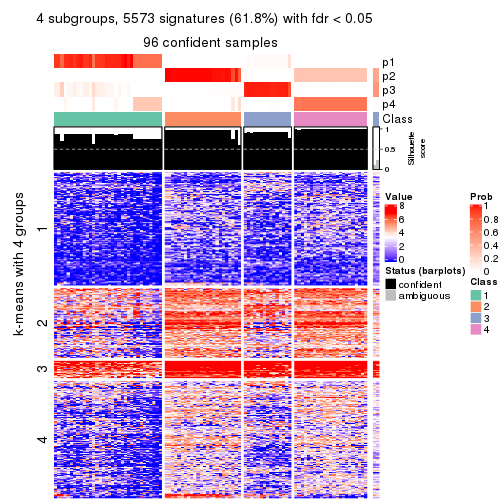 4 subgroups, 5573 signatures (61.8%) with fdr < 0.05
96 confident samples
p1
p2
p3
p4
Class
1
0.5
0
Silhouette
score
k-means with 4 groups
1
2
3
4
Value
8
6
4
2
0
Status (barplots)
confident
ambiguous
Prob
1
0.8
0.6
0.4
0.2
0
Class
1
2
3
4